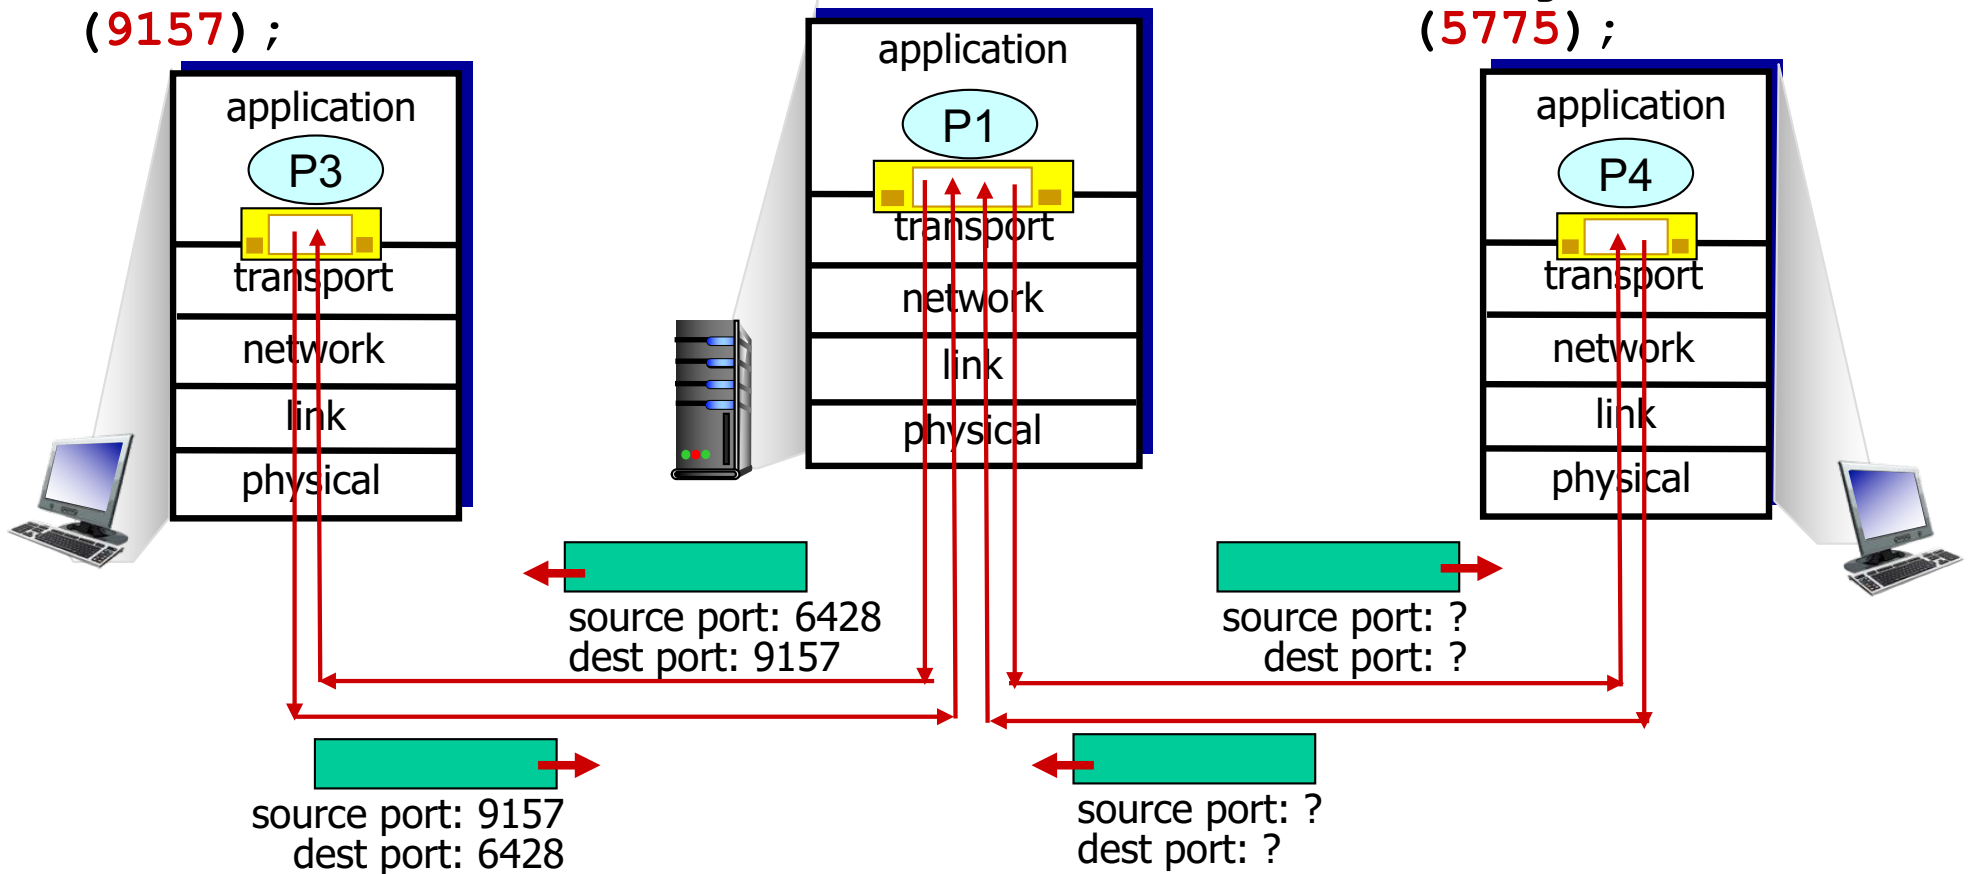 (9157);
(5775);
application
P3
transport
network
link
physical
application
P1
transport
network
link
physical
application
P4
transport
network
link
physical
source port: 6428
dest port: 9157
source port: ?
dest port: ?
source port: 9157
dest port: 6428
source port: ?
dest port: ?